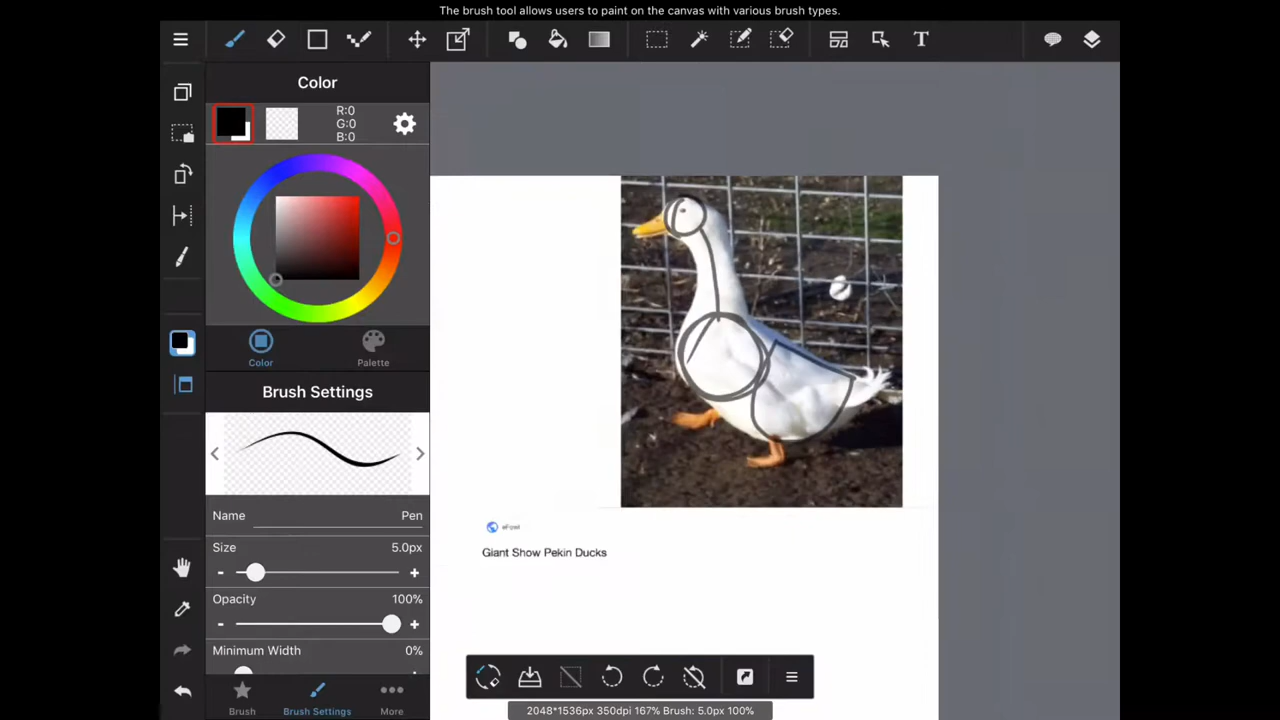 The brush tool allows users to paint on the canvas with various brush types.
T
Color
R:0
G:0
B:0
Color
Palette
Brush Settings
Name
Pen
Size
5.0px
-
+
Opacity
100%
-
+
Minimum Width
0%
Brush
Brush Settings
More
Giant Show Pekin Ducks
2048*1536px 350dpi 167% Brush: 5.0px 100%